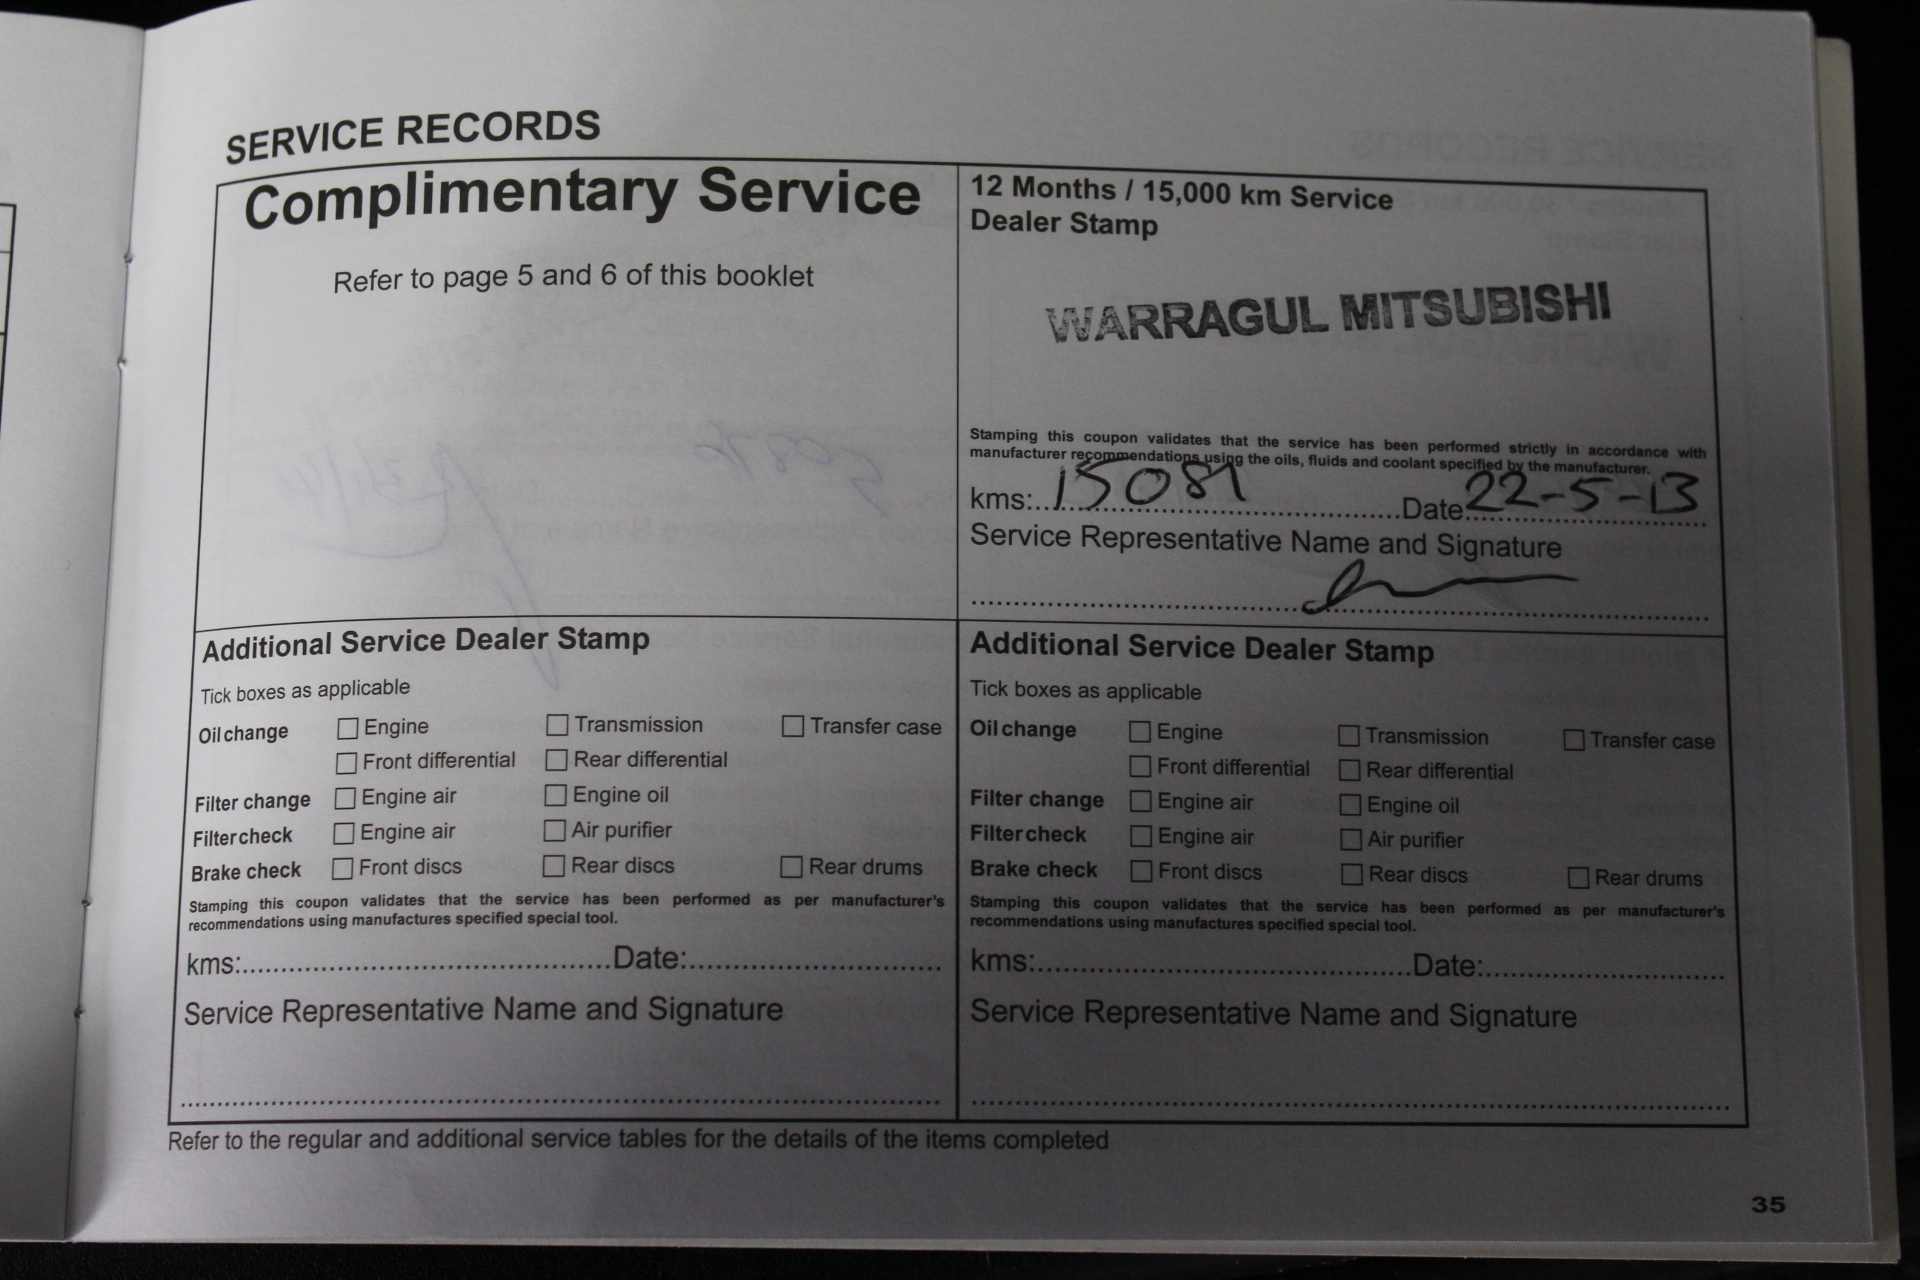 SERVICE RECORDS
Complimentary Service
Refer to page 5 and 6 of this booklet
12 Months / 15,000 km Service
Dealer Stamp
WARRAGUL MITSUBISHI
Stamping this coupon validates that the service has been performed strictly in accordance with
manufacturer recommendations using the oils, fluids and coolant specified by the manufacturer.
kms:..15081..........Date:22-5-13
Service Representative Name and Signature
Additional Service Dealer Stamp
Tick boxes as applicable
Oil change Engine Transmission Transfer case
Front differential Rear differential
Filter change Engine air Engine oil
Filter check Engine air Air purifier
Brake check Front discs Rear discs Rear drums
Stamping this coupon validates that the service has been performed as per manufacturer's
recommendations using manufactures specified special tool.
kms:..........Date:..........
Service Representative Name and Signature
Additional Service Dealer Stamp
Tick boxes as applicable
Oil change Engine Transmission Transfer case
Front differential Rear differential
Filter change Engine air Engine oil
Filter check Engine air Air purifier
Brake check Front discs Rear discs Rear drums
Stamping this coupon validates that the service has been performed as per manufacturer's
recommendations using manufactures specified special tool.
kms:..........Date:..........
Service Representative Name and Signature
Refer to the regular and additional service tables for the details of the items completed
35